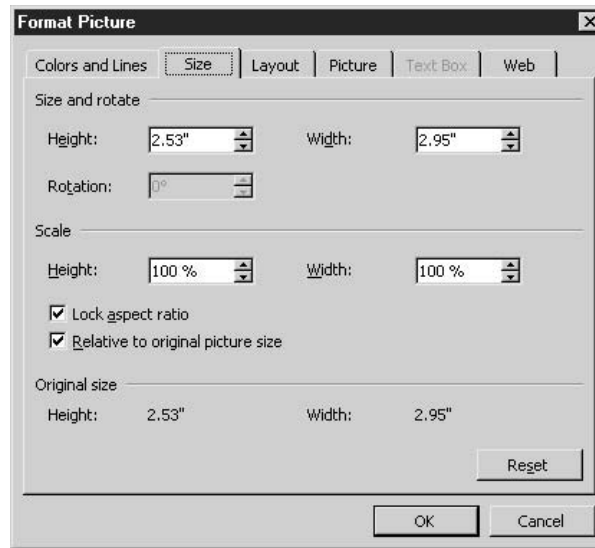 Format Picture
Colors and Lines Size Layout Picture Text Box Web
Size and rotate
Height: 2.53" Width: 2.95"
Rotation: 0°
Scale
Height: 100 % Width: 100 %
Lock aspect ratio
Relative to original picture size
Original size
Height: 2.53" Width: 2.95"
Reset
OK Cancel